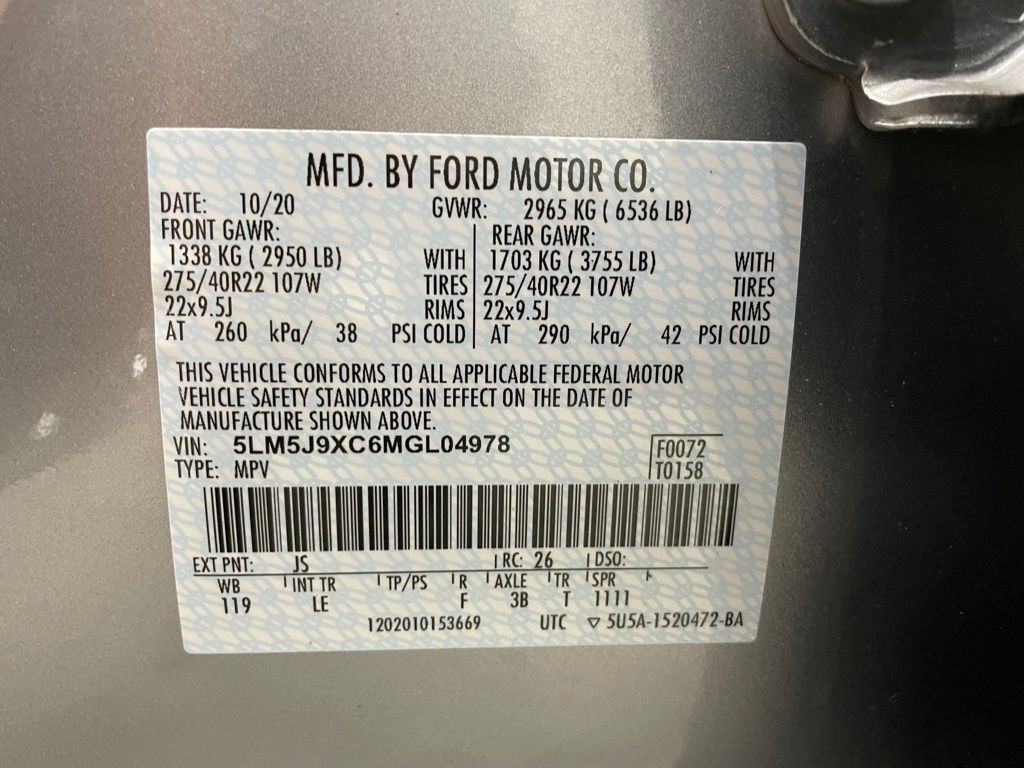 MFD. BY FORD MOTOR CO.
DATE: 10/20 GVWR: 2965 KG ( 6536 LB)
FRONT GAWR: REAR GAWR:
1338 KG ( 2950 LB) WITH 1703 KG ( 3755 LB) WITH
275/40R22 107W TIRES 275/40R22 107W TIRES
22x9.5J RIMS 22x9.5J RIMS
AT 260 kPa/ 38 PSI COLD AT 290 kPa/ 42 PSI COLD
THIS VEHICLE CONFORMS TO ALL APPLICABLE FEDERAL MOTOR
VEHICLE SAFETY STANDARDS IN EFFECT ON THE DATE OF
MANUFACTURE SHOWN ABOVE.
VIN: 5LM5J9XC6MGL04978 F0072
TYPE: MPV T0158
EXT PNT: JS RC: 26 DSO:
WB INT TR TP/PS R AXLE TR SPR
119 LE F 3B T 1111
1202010153669 UTC ▽ 5U5A-1520472-BA